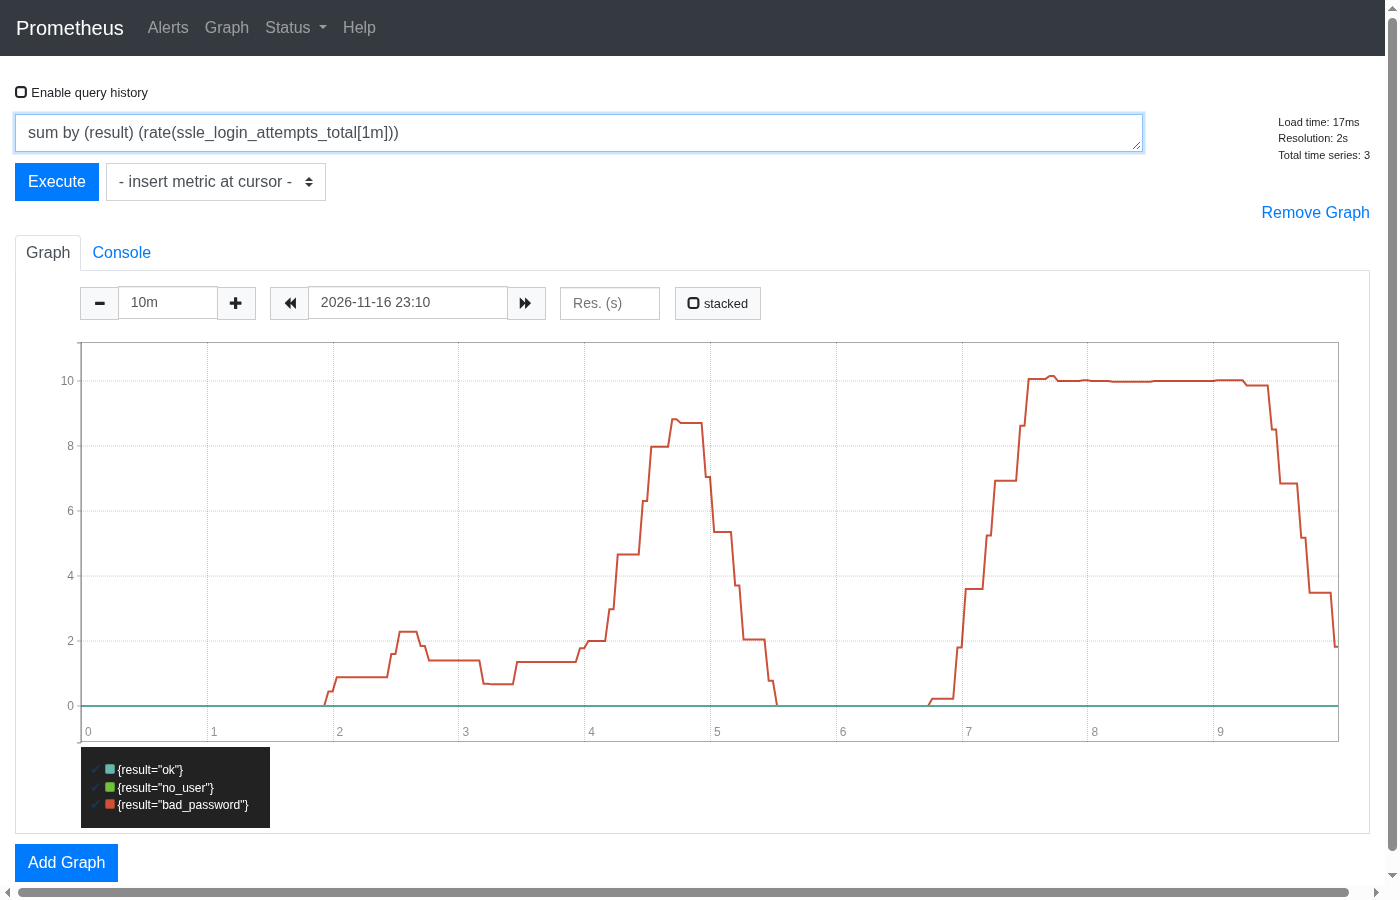 Prometheus Alerts Graph Status Help
Enable query history
sum by (result) (rate(ssle_login_attempts_total[1m]))
Load time: 17ms
Resolution: 2s
Total time series: 3
Execute - insert metric at cursor -
Remove Graph
Graph Console
10m 2026-11-16 23:10 Res. (s) stacked
10
8
6
4
2
0
0 1 2 3 4 5 6 7 8 9
{result="ok"}
{result="no_user"}
{result="bad_password"}
Add Graph